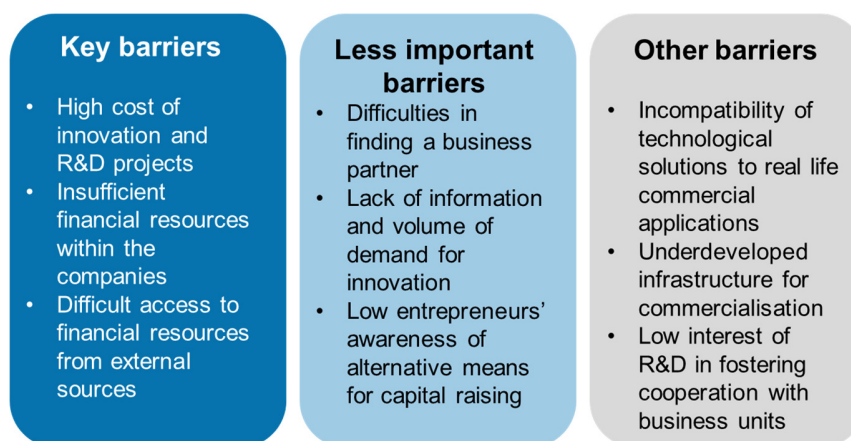 Key barriers
• High cost of
innovation and
R&D projects
• Insufficient
financial resources
within the
companies
• Difficult access to
financial resources
from external
sources
Less important
barriers
• Difficulties in
finding a business
partner
• Lack of information
and volume of
demand for
innovation
• Low entrepreneurs’
awareness of
alternative means
for capital raising
Other barriers
• Incompatibility of
technological
solutions to real life
commercial
applications
• Underdeveloped
infrastructure for
commercialisation
• Low interest of
R&D in fostering
cooperation with
business units